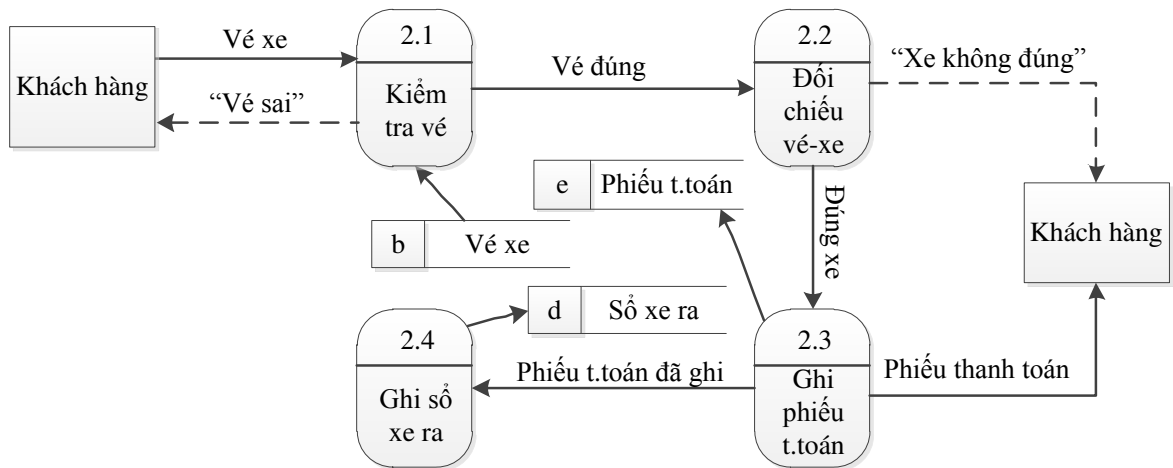 Khách hàng
Vé xe
“Vé sai”
2.1
Kiểm
tra vé
Vé đúng
2.2
Đối
chiếu
vé-xe
“Xe không đúng”
Khách hàng
b
Vé xe
e
Phiếu t.toán
Đúng xe
d
Sổ xe ra
2.4
Ghi sổ
xe ra
Phiếu t.toán đã ghi
2.3
Ghi
phiếu
t.toán
Phiếu thanh toán